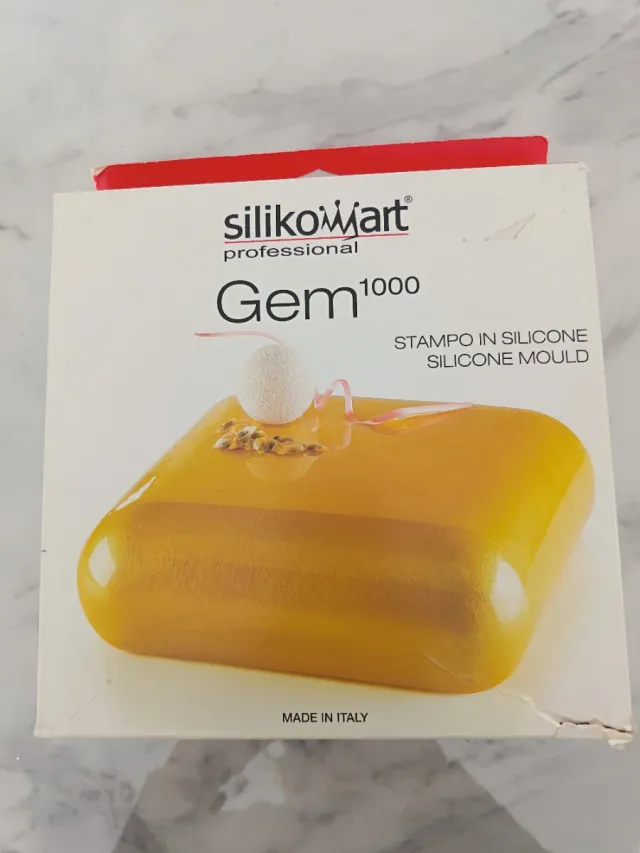 silikomart®
professional
Gem1000
STAMPO IN SILICONE
SILICONE MOULD
MADE IN ITALY